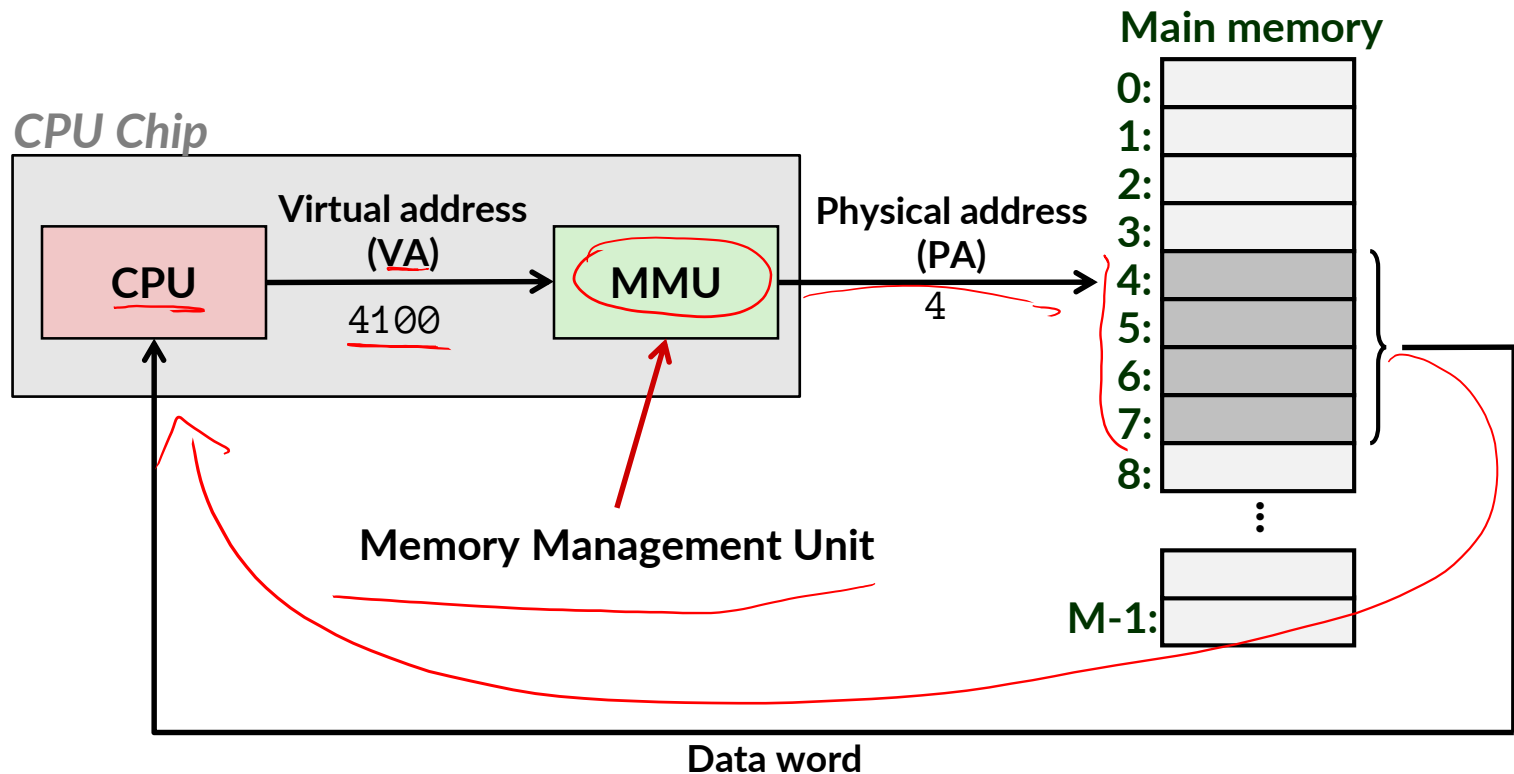 Main memory
0:
CPU Chip
1:
2:
Virtual address
(VA)
Physical address
(PA)
3:
CPU
MMU
4:
4100
4
5:
6:
7:
8:
Memory Management Unit
M-1:
Data word